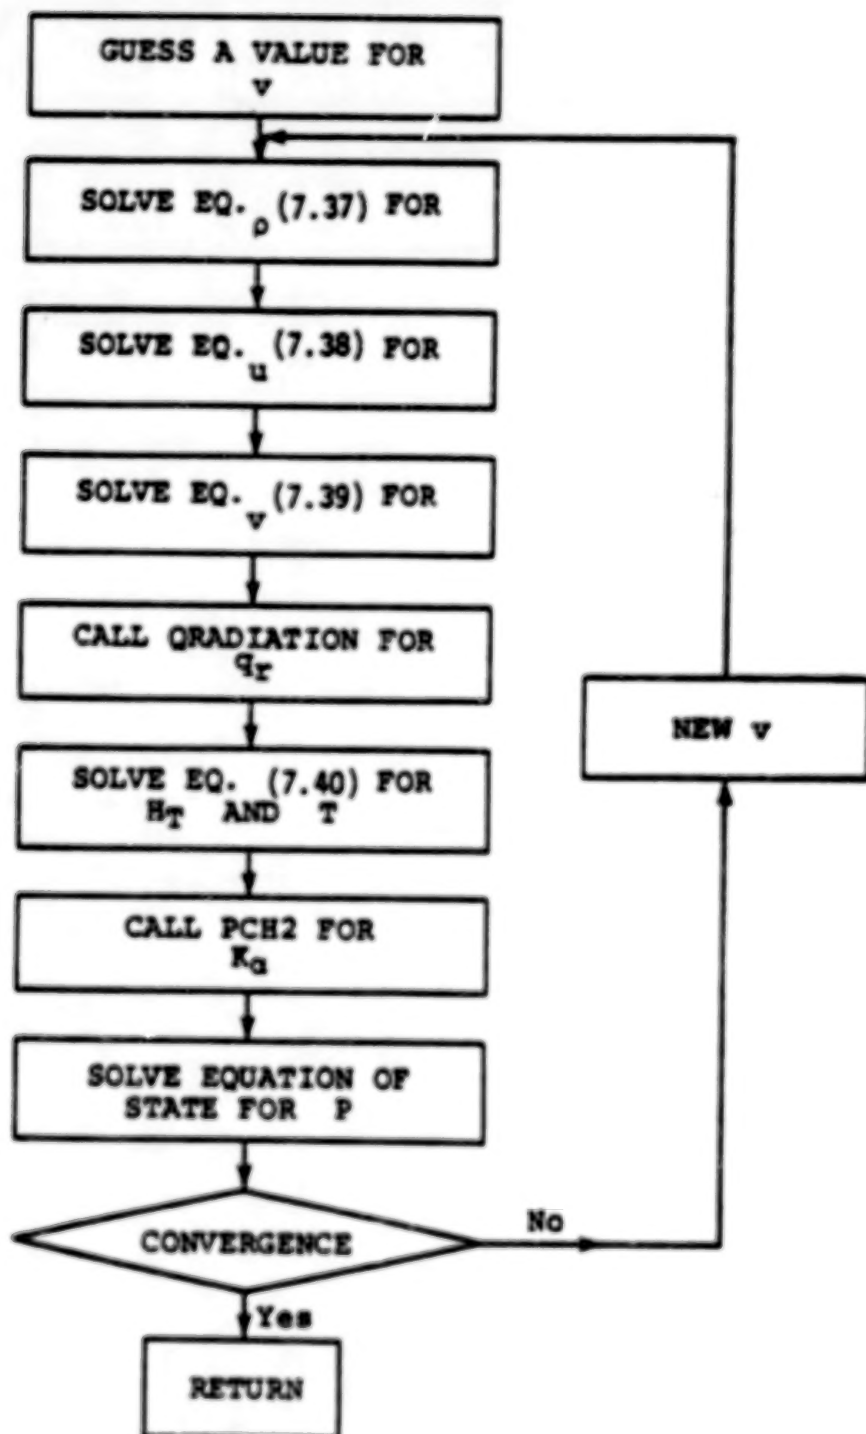 GUESS A VALUE FOR
v
SOLVE EQ. (7.37) FOR
ρ
SOLVE EQ. (7.38) FOR
u
SOLVE EQ. (7.39) FOR
v
CALL QRADIATION FOR
qr
SOLVE EQ. (7.40) FOR
HT AND T
CALL PCH2 FOR
Kα
SOLVE EQUATION OF
STATE FOR P
CONVERGENCE
No
Yes
RETURN
NEW v